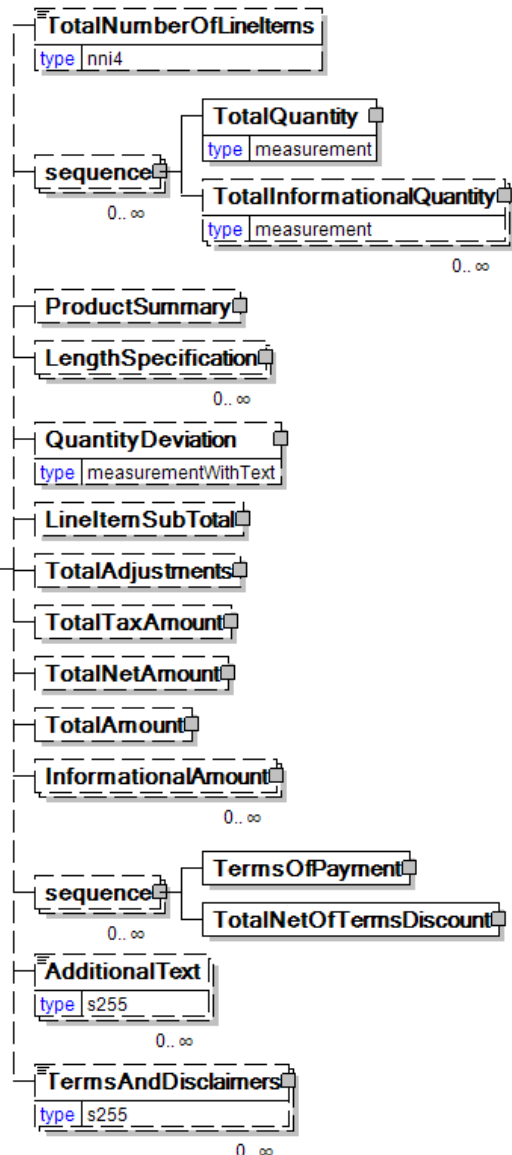 TotalNumberOfLineItems
type nni4
TotalQuantity
type measurement
sequence
0.. ∞
TotalInformationalQuantity
type measurement
0.. ∞
ProductSummary
LengthSpecification
0.. ∞
QuantityDeviation
type measurementWithText
LineItemSubTotal
TotalAdjustments
TotalTaxAmount
TotalNetAmount
TotalAmount
InformationalAmount
0.. ∞
TermsOfPayment
sequence
0.. ∞
TotalNetOfTermsDiscount
AdditionalText
type s255
0.. ∞
TermsAndDisclaimers
type s255
0.. ∞